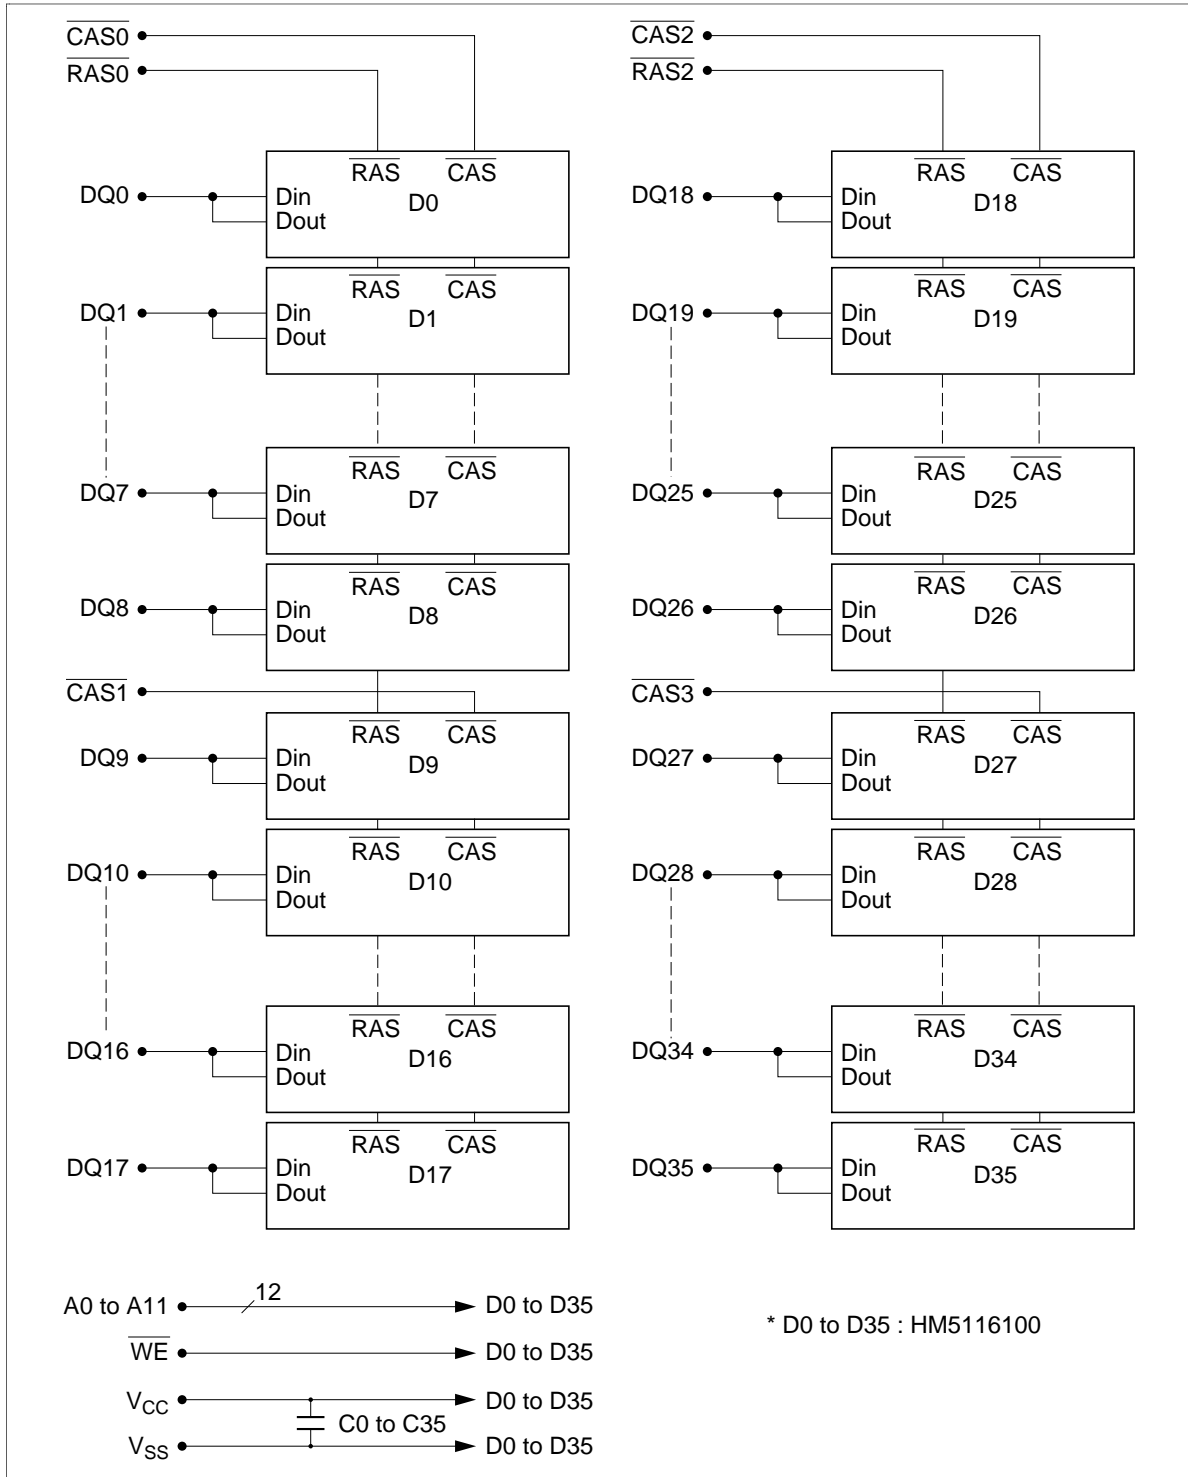 CAS0
RAS0
RAS CAS
DQ0 Din D0
Dout
RAS CAS
DQ1 Din D1
Dout
RAS CAS
DQ7 Din D7
Dout
RAS CAS
DQ8 Din D8
Dout
CAS1
RAS CAS
DQ9 Din D9
Dout
RAS CAS
DQ10 Din D10
Dout
RAS CAS
DQ16 Din D16
Dout
RAS CAS
DQ17 Din D17
Dout
CAS2
RAS2
RAS CAS
DQ18 Din D18
Dout
RAS CAS
DQ19 Din D19
Dout
RAS CAS
DQ25 Din D25
Dout
RAS CAS
DQ26 Din D26
Dout
CAS3
RAS CAS
DQ27 Din D27
Dout
RAS CAS
DQ28 Din D28
Dout
RAS CAS
DQ34 Din D34
Dout
RAS CAS
DQ35 Din D35
Dout
A0 to A11 12 D0 to D35
WE D0 to D35
VCC D0 to D35
C0 to C35
VSS D0 to D35
* D0 to D35 : HM5116100